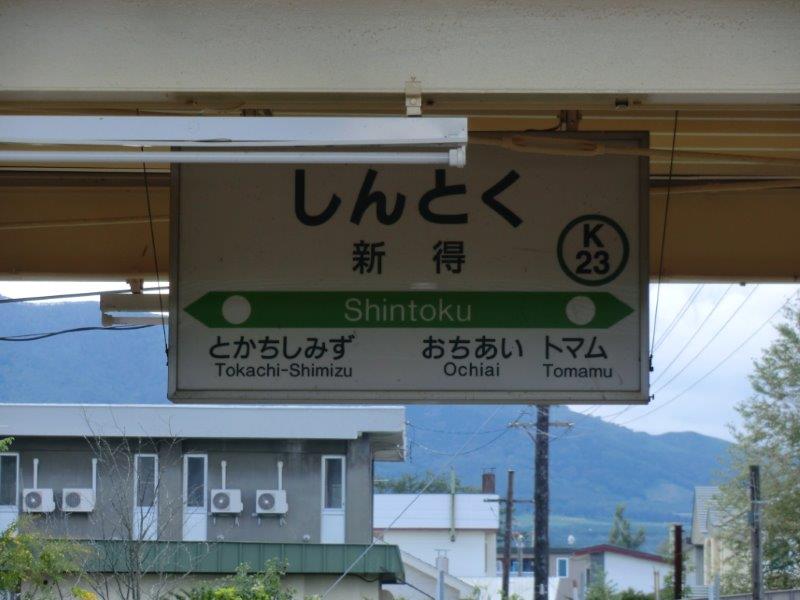 しんとく
新得
K
23
Shintoku
とかちしみず おちあい トマム
Tokachi-Shimizu Ochiai Tomamu